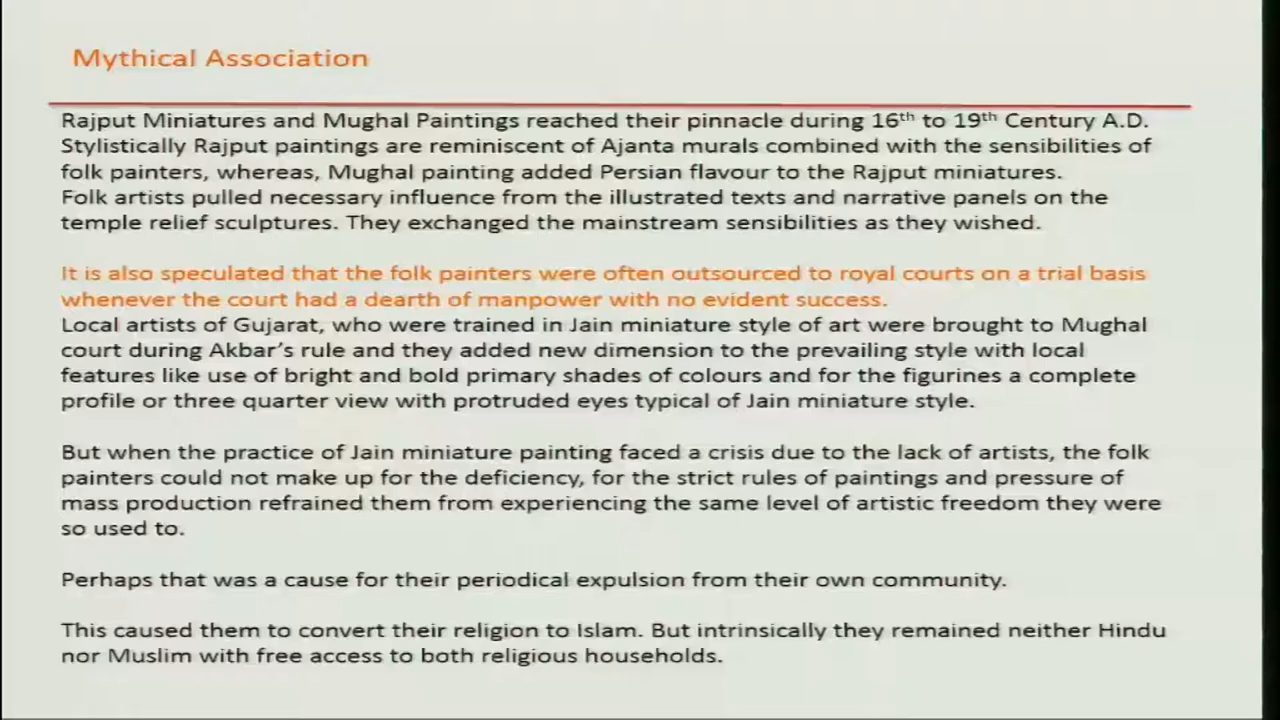 Mythical Association
Rajput Miniatures and Mughal Paintings reached their pinnacle during 16th to 19th Century A.D.
Stylistically Rajput paintings are reminiscent of Ajanta murals combined with the sensibilities of
folk painters, whereas, Mughal painting added Persian flavour to the Rajput miniatures.
Folk artists pulled necessary influence from the illustrated texts and narrative panels on the
temple relief sculptures. They exchanged the mainstream sensibilities as they wished.
It is also speculated that the folk painters were often outsourced to royal courts on a trial basis
whenever the court had a dearth of manpower with no evident success.
Local artists of Gujarat, who were trained in Jain miniature style of art were brought to Mughal
court during Akbar’s rule and they added new dimension to the prevailing style with local
features like use of bright and bold primary shades of colours and for the figurines a complete
profile or three quarter view with protruded eyes typical of Jain miniature style.
But when the practice of Jain miniature painting faced a crisis due to the lack of artists, the folk
painters could not make up for the deficiency, for the strict rules of paintings and pressure of
mass production refrained them from experiencing the same level of artistic freedom they were
so used to.
Perhaps that was a cause for their periodical expulsion from their own community.
This caused them to convert their religion to Islam. But intrinsically they remained neither Hindu
nor Muslim with free access to both religious households.